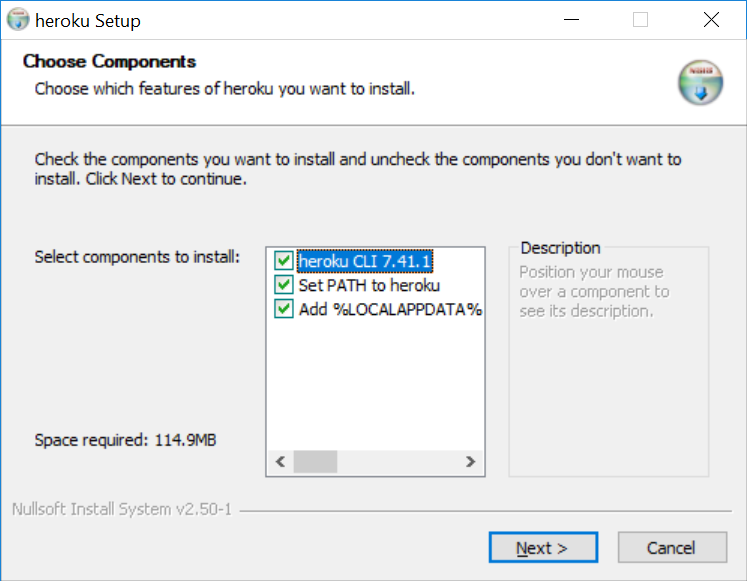 heroku Setup
Choose Components
Choose which features of heroku you want to install.
Check the components you want to install and uncheck the components you don't want to
install. Click Next to continue.
Select components to install:
heroku CLI 7.41.1
Set PATH to heroku
Add %LOCALAPPDATA%
Description
Position your mouse
over a component to
see its description.
Space required: 114.9MB
Nullsoft Install System v2.50-1
Next >
Cancel